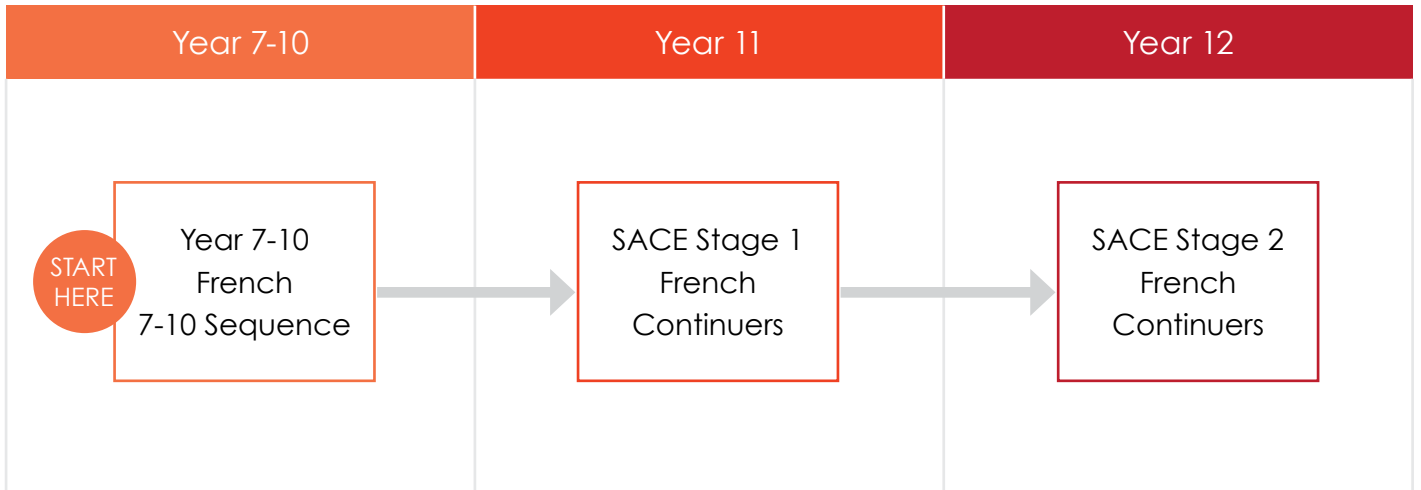 Year 7-10
Year 11
Year 12
START
HERE
Year 7-10
French
7-10 Sequence
SACE Stage 1
French
Continuers
SACE Stage 2
French
Continuers